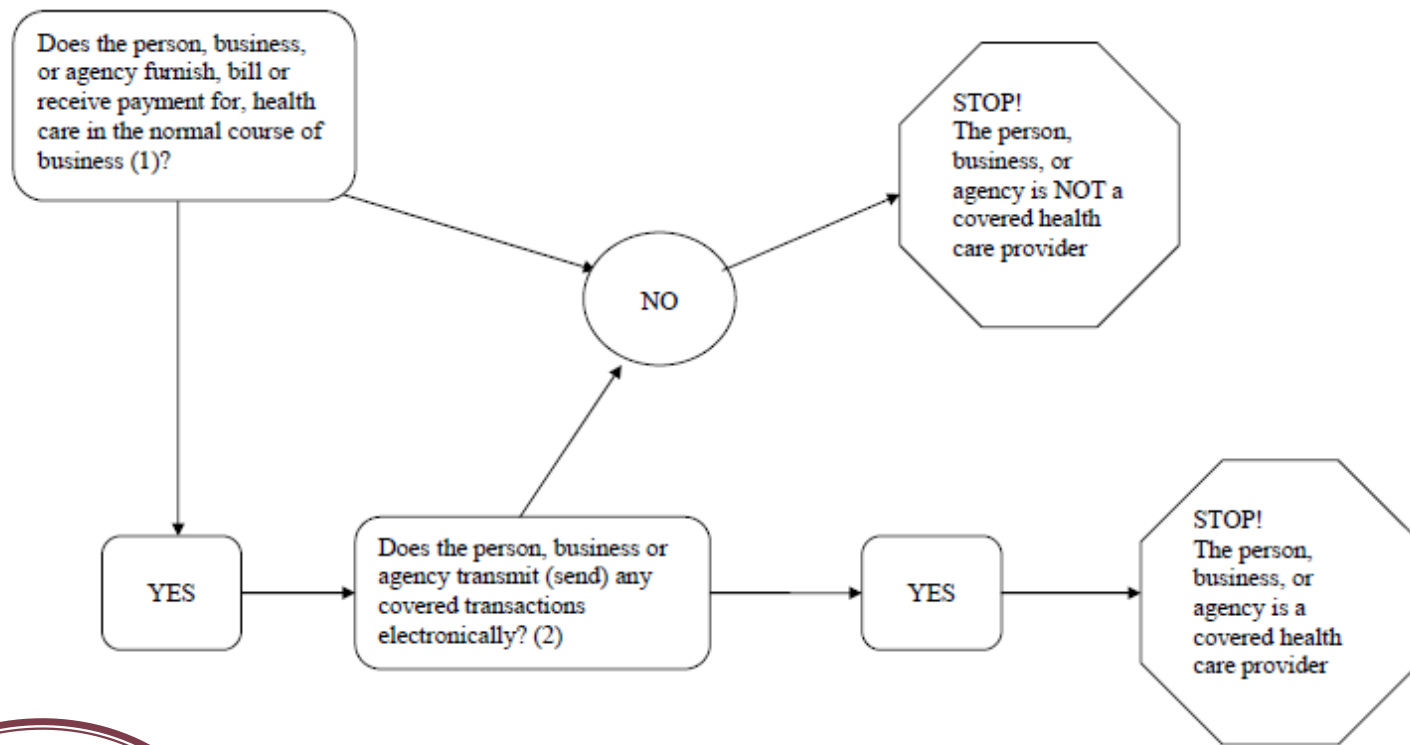 Does the person, business,
or agency furnish, bill or
receive payment for, health
care in the normal course of
business (1)?
STOP!
The person,
business, or
agency is NOT a
covered health
care provider
NO
YES
Does the person, business or
agency transmit (send) any
covered transactions
electronically? (2)
YES
STOP!
The person,
business, or
agency is a
covered health
care provider